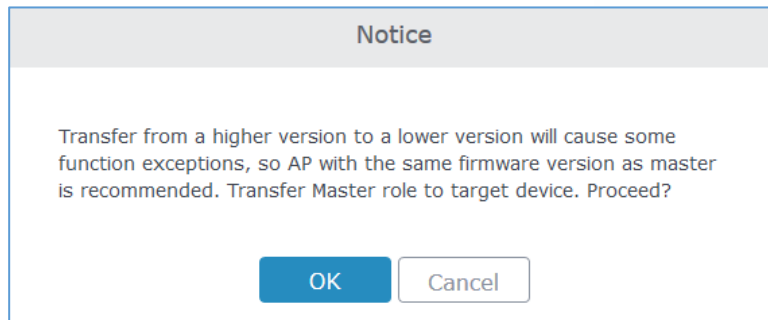 Notice
Transfer from a higher version to a lower version will cause some
function exceptions, so AP with the same firmware version as master
is recommended. Transfer Master role to target device. Proceed?
OK
Cancel